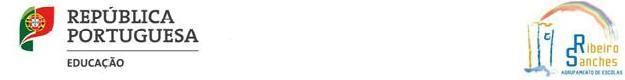 REPÚBLICA
PORTUGUESA
EDUCAÇÃO
Ribeiro
Sanches
AGRUPAMENTO DE ESCOLAS